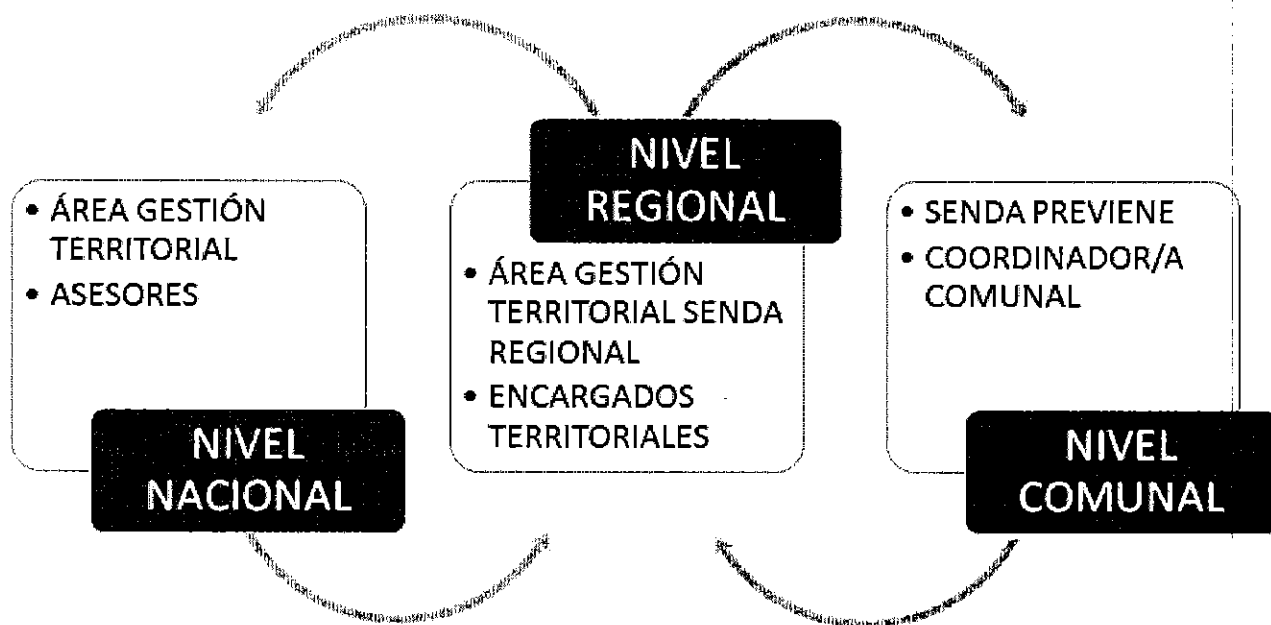 • ÁREA GESTIÓN
TERRITORIAL
• ASESORES
NIVEL
NACIONAL
NIVEL
REGIONAL
• ÁREA GESTIÓN
TERRITORIAL SENDA
REGIONAL
• ENCARGADOS
TERRITORIALES
• SENDA PREVIENE
• COORDINADOR/A
COMUNAL
NIVEL
COMUNAL